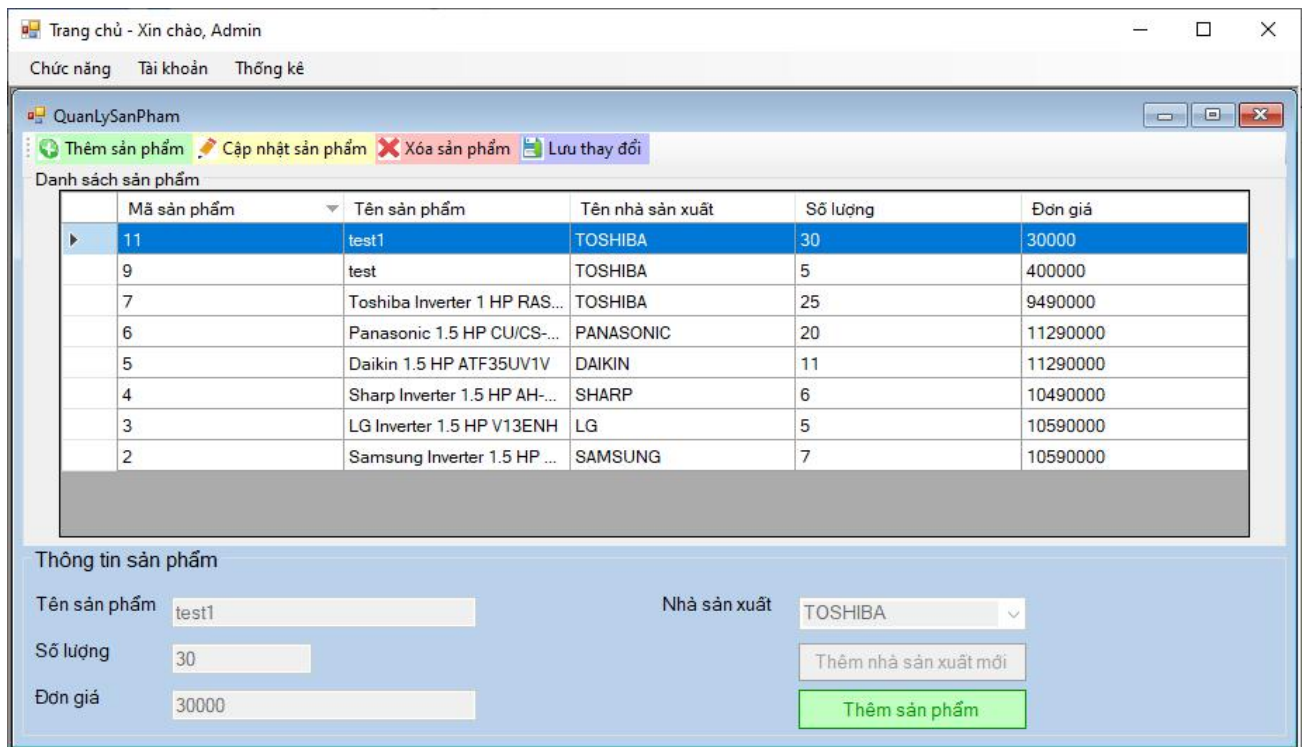 Trang chủ - Xin chào, Admin
Chức năng Tài khoản Thống kê
QuanLySanPham
Thêm sản phẩm Cập nhật sản phẩm Xóa sản phẩm Lưu thay đổi
Danh sách sản phẩm
Mã sản phẩm Tên sản phẩm Tên nhà sản xuất Số lượng Đơn giá
11 test1 TOSHIBA 30 30000
9 test TOSHIBA 5 400000
7 Toshiba Inverter 1 HP RAS... TOSHIBA 25 9490000
6 Panasonic 1.5 HP CU/CS-... PANASONIC 20 11290000
5 Daikin 1.5 HP ATF35UV1V DAIKIN 11 11290000
4 Sharp Inverter 1.5 HP AH-... SHARP 6 10490000
3 LG Inverter 1.5 HP V13ENH LG 5 10590000
2 Samsung Inverter 1.5 HP ... SAMSUNG 7 10590000
Thông tin sản phẩm
Tên sản phẩm test1 Nhà sản xuất TOSHIBA
Số lượng 30 Thêm nhà sản xuất mới
Đơn giá 30000 Thêm sản phẩm